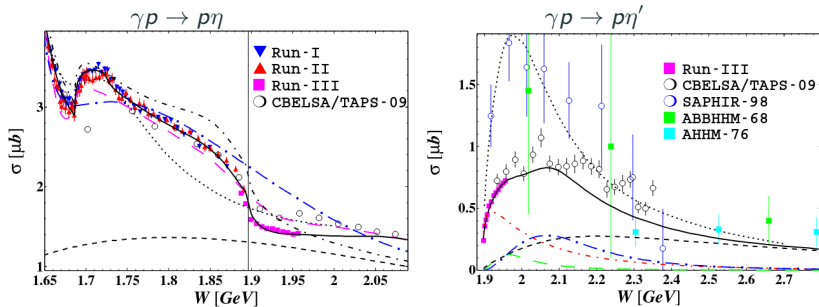 γp → pη
γp → pη′
σ [μb]
3
2
1
1.65
1.7
1.75
1.8
1.85
1.9
1.95
2
2.05
W [GeV]
Run-I
Run-II
Run-III
CBELSA/TAPS-09
σ [μb]
2
1.5
1
0.5
0
1.9
2
2.1
2.2
2.3
2.4
2.5
2.6
2.7
W [GeV]
Run-III
CBELSA/TAPS-09
SAPHIR-98
ABBHHM-68
AHHM-76